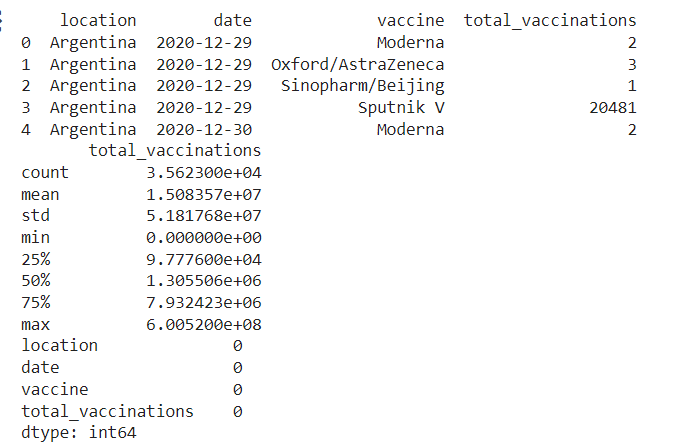 location date vaccine total_vaccinations
0 Argentina 2020-12-29 Moderna 2
1 Argentina 2020-12-29 Oxford/AstraZeneca 3
2 Argentina 2020-12-29 Sinopharm/Beijing 1
3 Argentina 2020-12-29 Sputnik V 20481
4 Argentina 2020-12-30 Moderna 2
total_vaccinations
count 3.562300e+04
mean 1.508357e+07
std 5.181768e+07
min 0.000000e+00
25% 9.777600e+04
50% 1.305506e+06
75% 7.932423e+06
max 6.005200e+08
location 0
date 0
vaccine 0
total_vaccinations 0
dtype: int64